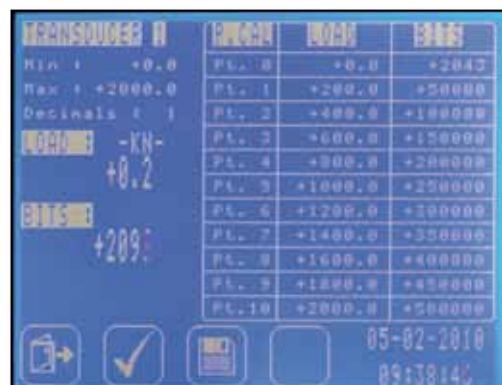 TRANSDUCER 1
Min : +0.0
Max : +2000.0
Decimals : 1
LOAD : -KN-
+0.2
BITS :
P.CAL LOAD BITS
Pt. 0 +0.0 +2043
Pt. 1 +200.0 +50000
Pt. 2 +400.0 +100000
Pt. 3 +600.0 +150000
Pt. 4 +800.0 +200000
Pt. 5 +1000.0 +250000
Pt. 6 +1200.0 +300000
Pt. 7 +1400.0 +350000
Pt. 8 +1600.0 +400000
Pt. 9 +1800.0 +450000
Pt.10 +2000.0 +500000
05-02-2010